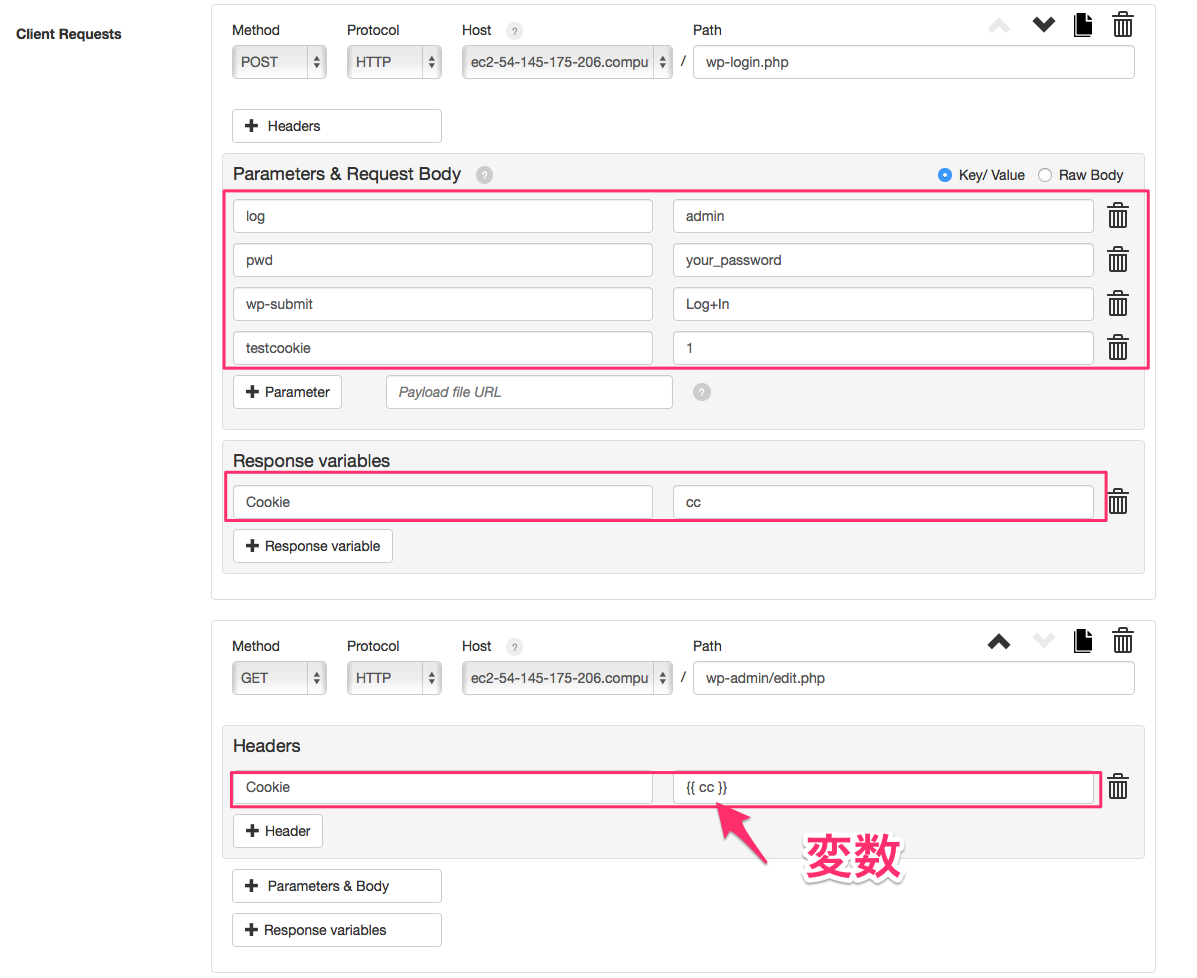 Client Requests
Method Protocol Host ? Path
POST HTTP ec2-54-145-175-206.compu / wp-login.php
+ Headers
Parameters & Request Body ? Key/ Value Raw Body
log admin
pwd your_password
wp-submit Log+In
testcookie 1
+ Parameter Payload file URL ?
Response variables
Cookie cc
+ Response variable
Method Protocol Host ? Path
GET HTTP ec2-54-145-175-206.compu / wp-admin/edit.php
Headers
Cookie {{ cc }}
+ Header
変数
+ Parameters & Body
+ Response variables